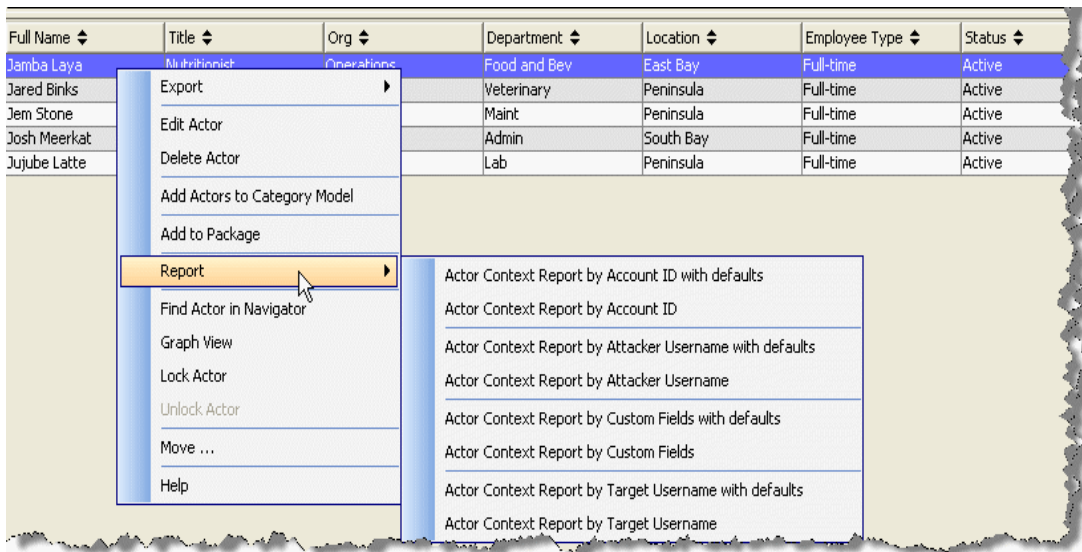 Full Name Title Org Department Location Employee Type Status
Jamba Laya Nutritionist Operations Food and Bev East Bay Full-time Active
Jared Binks Veterinary Peninsula Full-time Active
Jem Stone Maint Peninsula Full-time Active
Josh Meerkat Admin South Bay Full-time Active
Jujube Latte Lab Peninsula Full-time Active
Export
Edit Actor
Delete Actor
Add Actors to Category Model
Add to Package
Report
Find Actor in Navigator
Graph View
Lock Actor
Unlock Actor
Move ...
Help
Actor Context Report by Account ID with defaults
Actor Context Report by Account ID
Actor Context Report by Attacker Username with defaults
Actor Context Report by Attacker Username
Actor Context Report by Custom Fields with defaults
Actor Context Report by Custom Fields
Actor Context Report by Target Username with defaults
Actor Context Report by Target Username